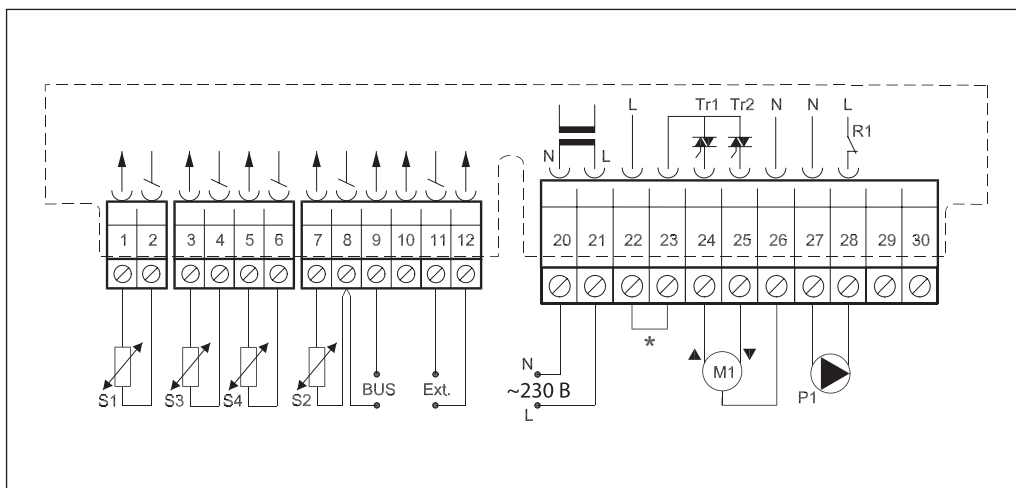 L Tr1 Tr2 N N L
R1
N L
1 2 3 4 5 6 7 8 9 10 11 12 20 21 22 23 24 25 26 27 28 29 30
S1 S3 S4 S2 BUS Ext.
N
~230 В
L
*
M1
P1